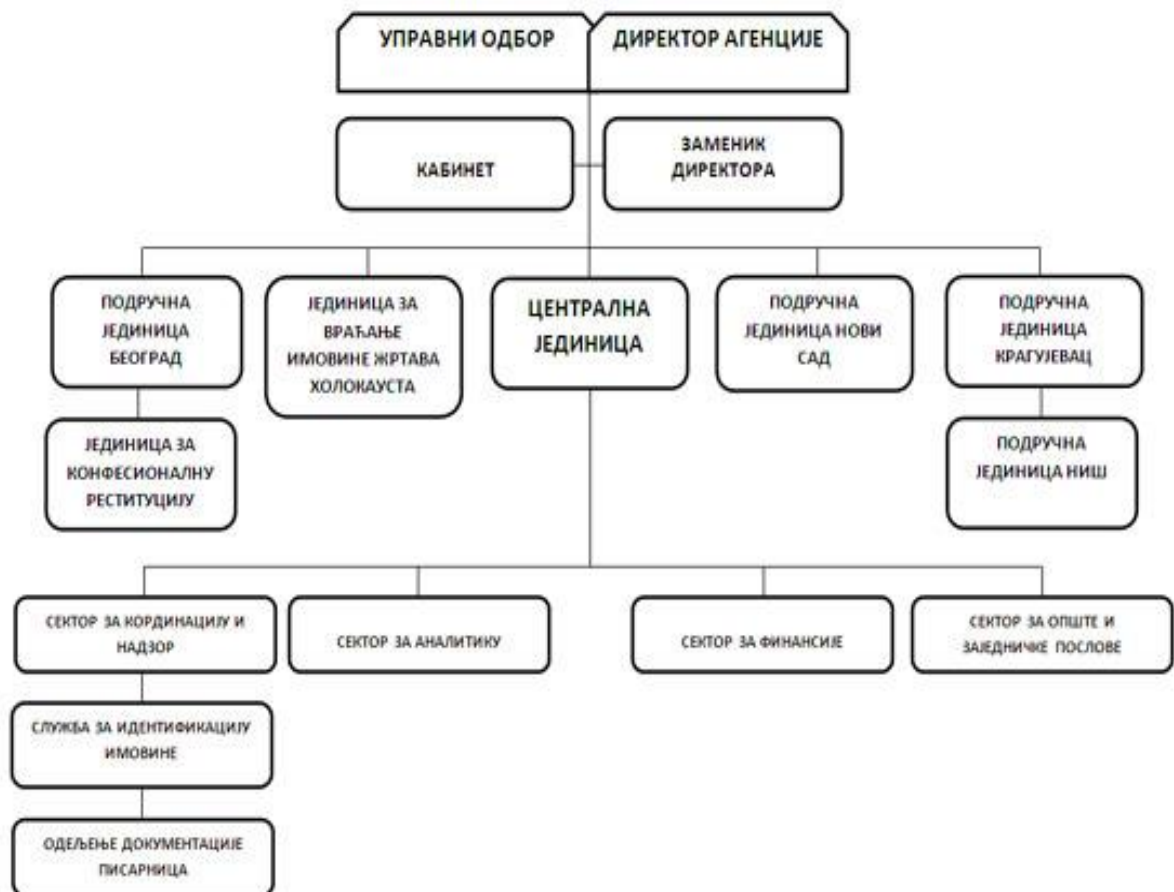 УПРАВНИ ОДБОР
ДИРЕКТОР АГЕНЦИЈЕ
КАБИНЕТ
ЗАМЕНИК
ДИРЕКТОРА
ПОДРУЧНА
ЈЕДИНИЦА
БЕОГРАД
ЈЕДИНИЦА ЗА
ВРАЋАЊЕ
ИМОВИНЕ ЖРТАВА
ХОЛОКАУСТА
ЦЕНТРАЛНА
ЈЕДИНИЦА
ПОДРУЧНА
ЈЕДИНИЦА НОВИ
САД
ПОДРУЧНА
ЈЕДИНИЦА
КРАГУЈЕВАЦ
ЈЕДИНИЦА ЗА
КОНФЕСИОНАЛНУ
РЕСТИТУЦИЈУ
ПОДРУЧНА
ЈЕДИНИЦА НИШ
СЕКТОР ЗА КОРДИНАЦИЈУ И
НАДЗОР
СЕКТОР ЗА АНАЛИТИКУ
СЕКТОР ЗА ФИНАНСИЈЕ
СЕКТОР ЗА ОПШТЕ И
ЗАЈЕДНИЧКЕ ПОСЛОВЕ
СЛУЖБА ЗА ИДЕНТИФИКАЦИЈУ
ИМОВИНЕ
ОДЕЉЕЊЕ ДОКУМЕНТАЦИЈЕ
ПИСАРНИЦА